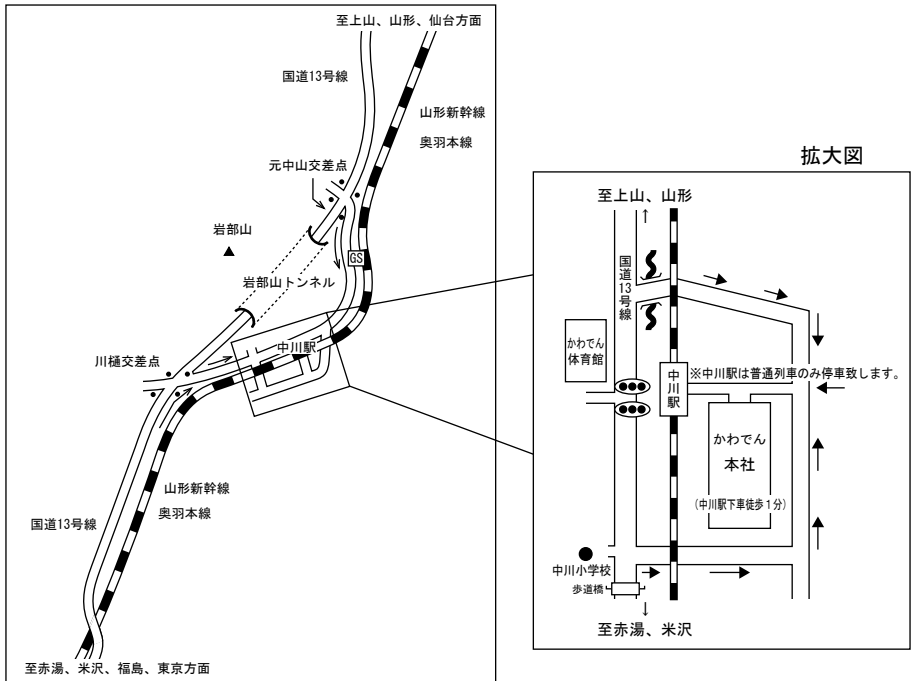 至上山、山形、仙台方面
国道13号線
山形新幹線
奥羽本線
元中山交差点
岩部山
GS
岩部山トンネル
中川駅
川樋交差点
山形新幹線
奥羽本線
国道13号線
至赤湯、米沢、福島、東京方面
拡大図
至上山、山形
国道13号線
かわでん
体育館
中川駅
※中川駅は普通列車のみ停車致します。
かわでん
本社
(中川駅下車徒歩1分)
中川小学校
歩道橋
至赤湯、米沢